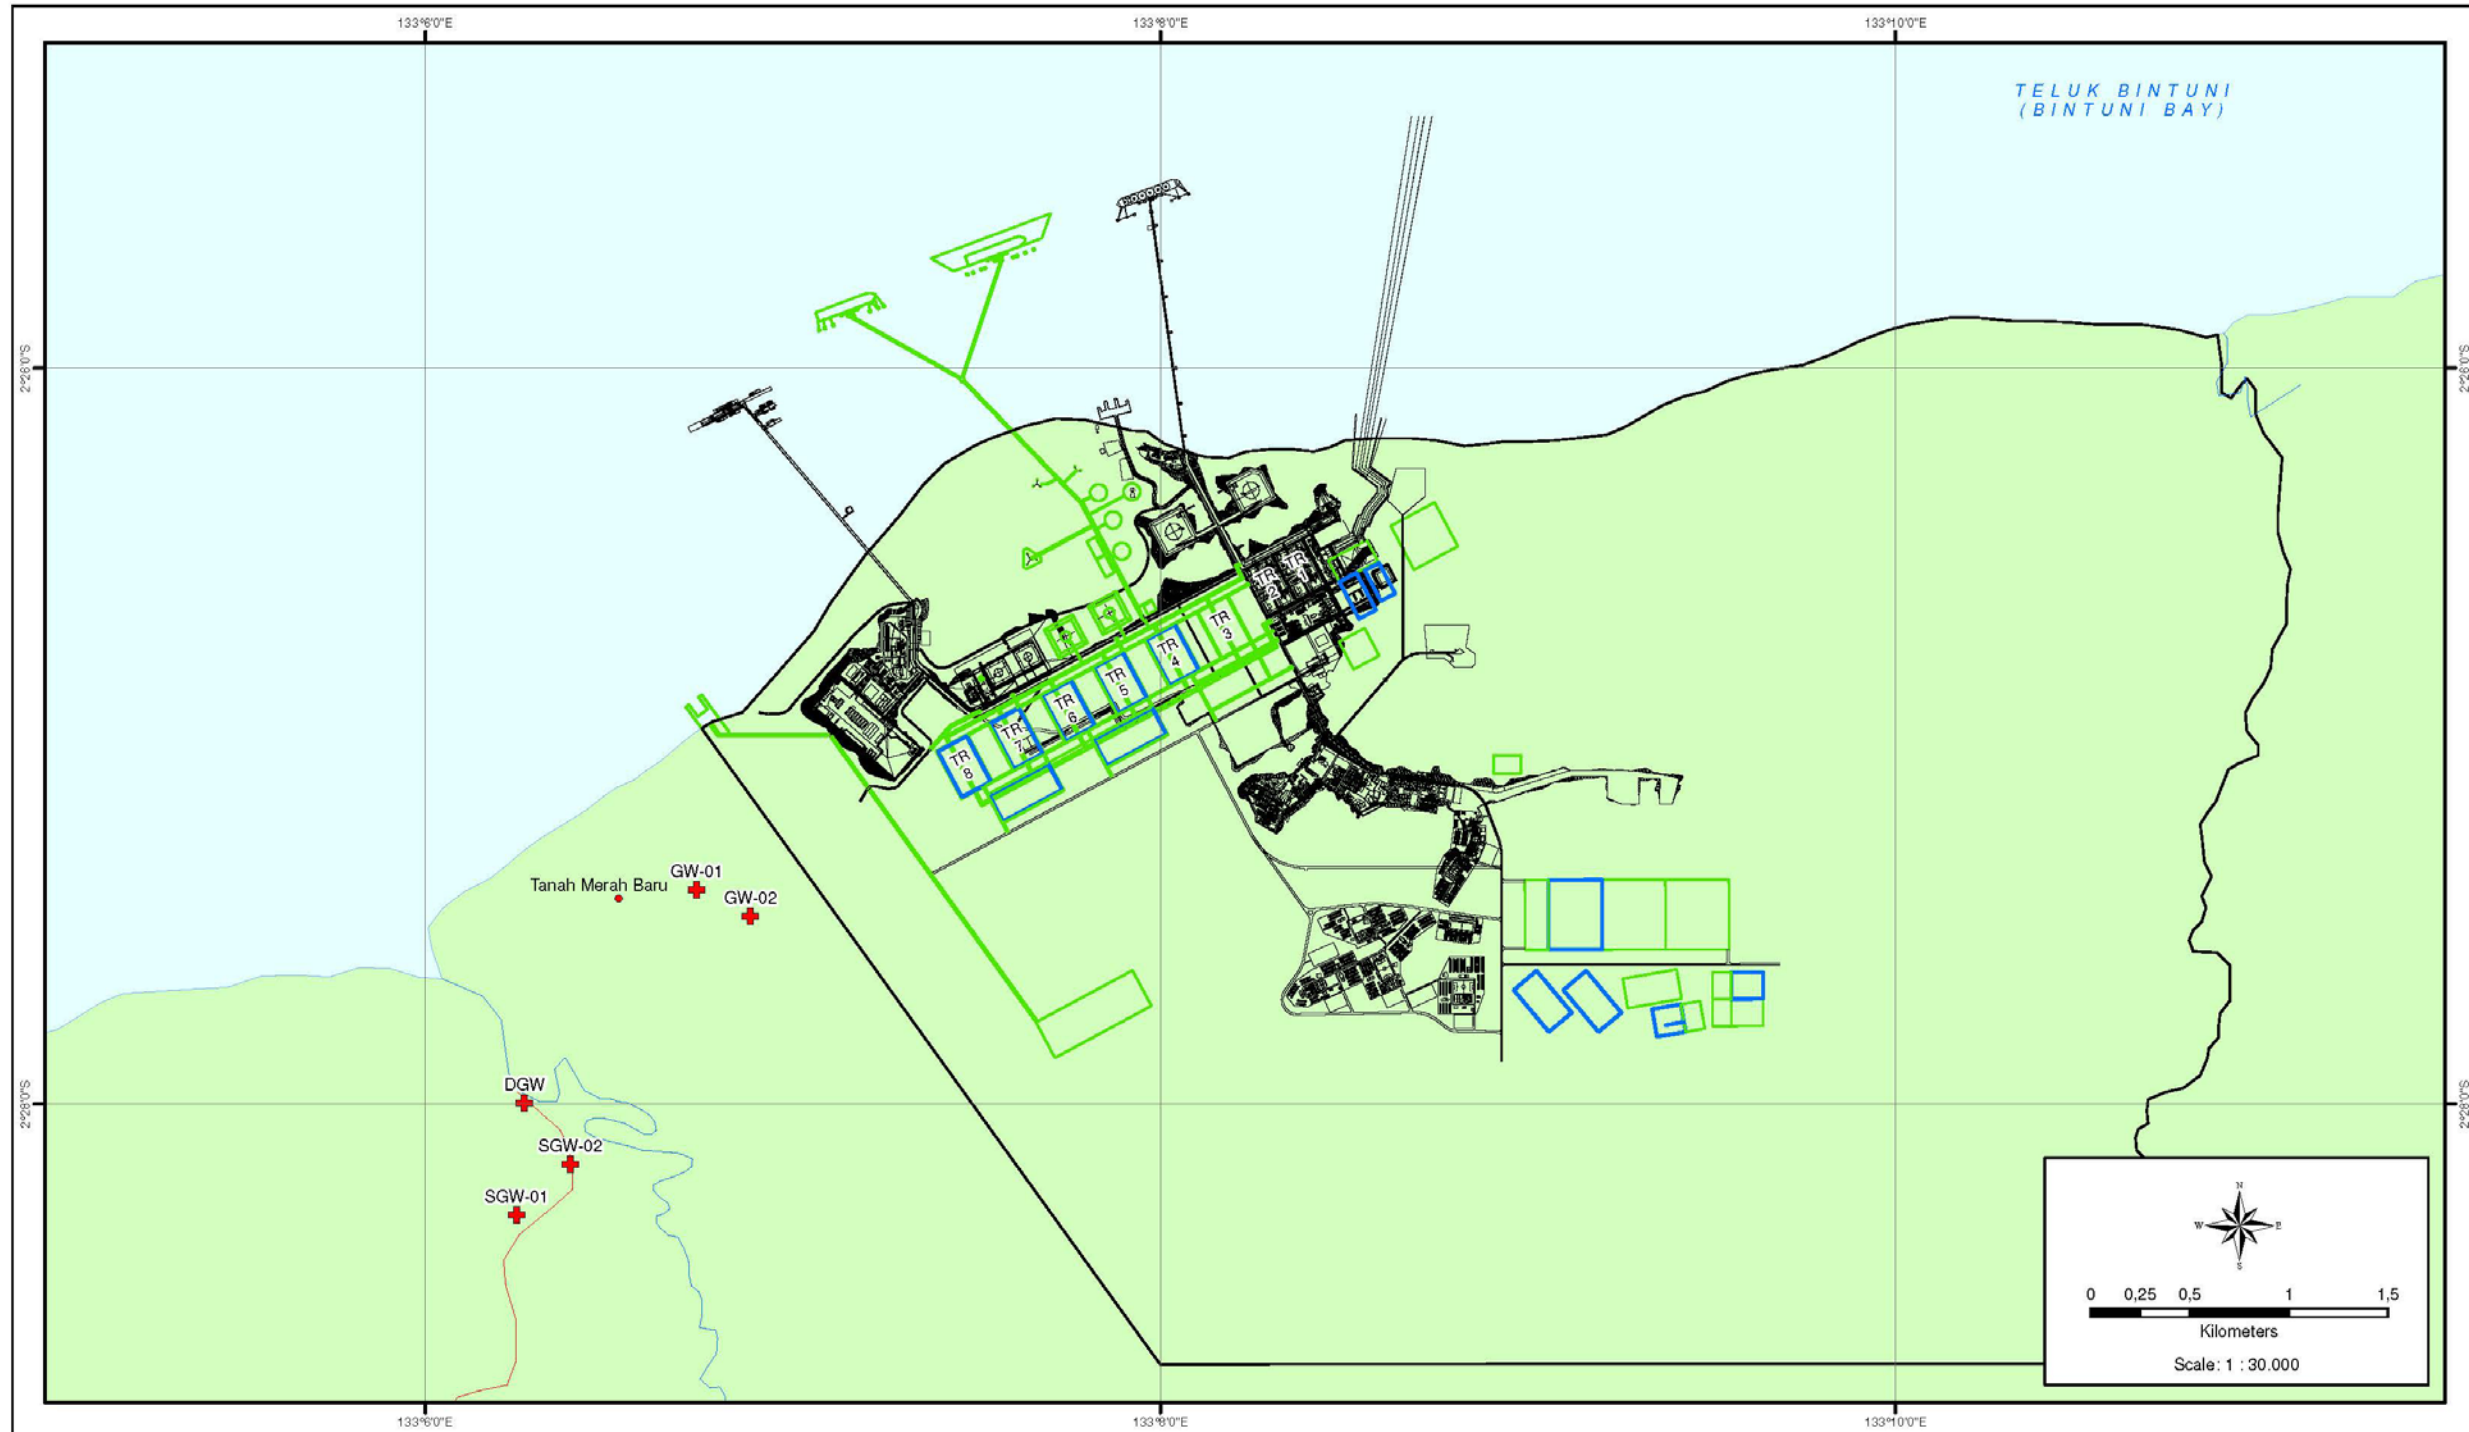 133°6'0"E
133°8'0"E
133°10'0"E
TELUK BINTUNI
(BINTUNI BAY)
2°26'0"S
2°26'0"S
TR
1
TR
2
TR
3
TR
4
TR
5
TR
6
TR
7
TR
8
GW-01
Tanah Merah Baru
GW-02
DGW
2°28'0"S
2°28'0"S
SGW-02
SGW-01
N
W
E
S
0 0,25 0,5 1 1,5
Kilometers
Scale: 1 : 30.000
133°6'0"E
133°8'0"E
133°10'0"E